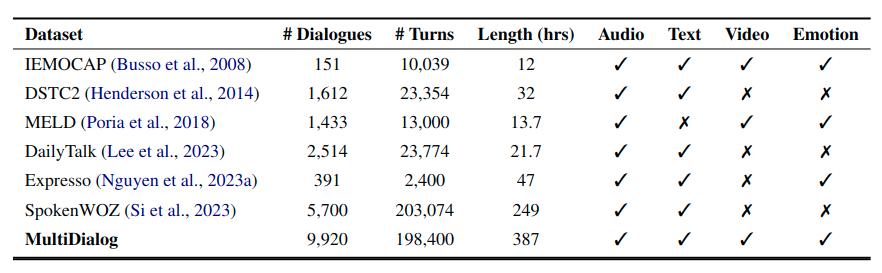 Dataset # Dialogues # Turns Length (hrs) Audio Text Video Emotion
IEMOCAP (Busso et al., 2008) 151 10,039 12 ✓ ✓ ✓ ✓
DSTC2 (Henderson et al., 2014) 1,612 23,354 32 ✓ ✓ ✗ ✗
MELD (Poria et al., 2018) 1,433 13,000 13.7 ✓ ✗ ✓ ✓
DailyTalk (Lee et al., 2023) 2,514 23,774 21.7 ✓ ✓ ✗ ✗
Expresso (Nguyen et al., 2023a) 391 2,400 47 ✓ ✓ ✗ ✓
SpokenWOZ (Si et al., 2023) 5,700 203,074 249 ✓ ✓ ✗ ✗
MultiDialog 9,920 198,400 387 ✓ ✓ ✓ ✓